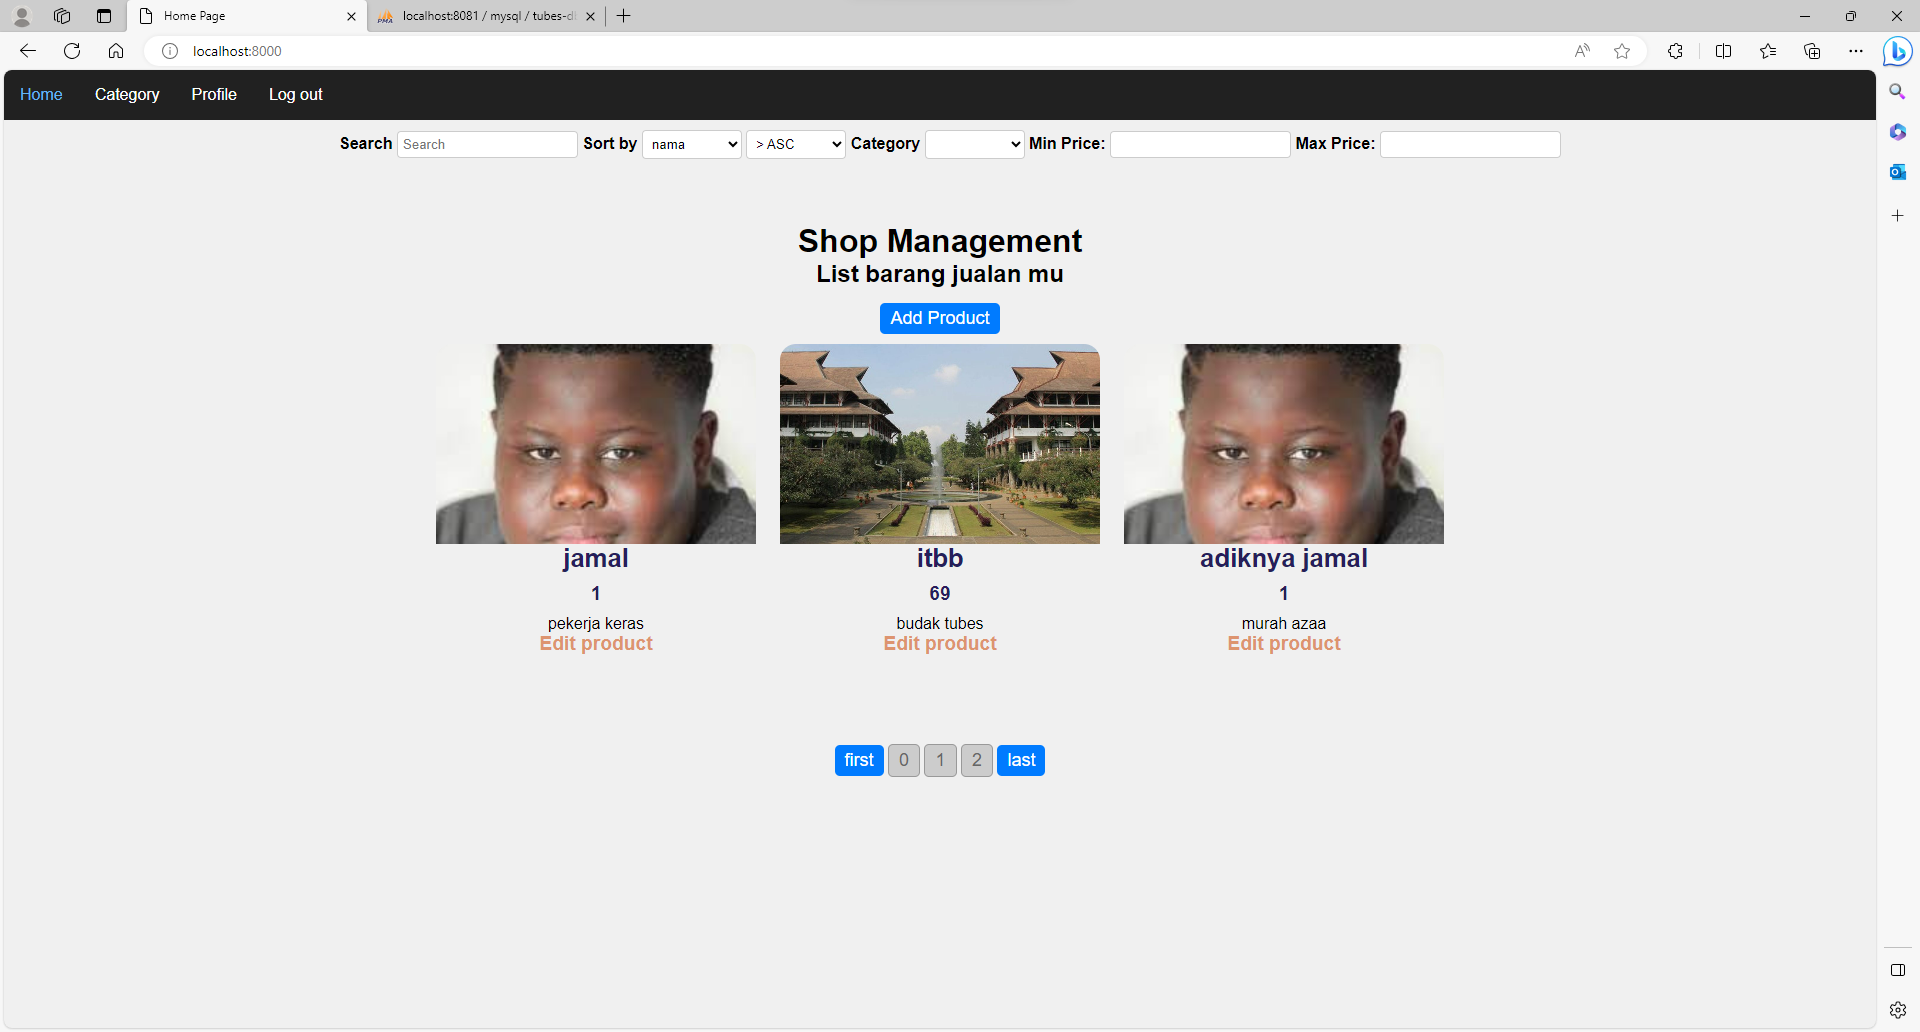 Home Page
localhost:8081 / mysql / tubes-d
localhost:8000
Home Category Profile Log out
Search Search Sort by nama > ASC Category Min Price: Max Price:
Shop Management
List barang jualan mu
Add Product
jamal
1
pekerja keras
Edit product
itbb
69
budak tubes
Edit product
adiknya jamal
1
murah azaa
Edit product
first 0 1 2 last